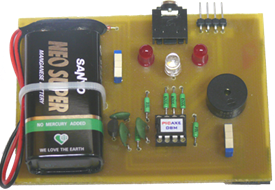 SANYO
NEO SUPER
MANGANESE BATTERY
NO MERCURY ADDED
WE LOVE THE EARTH
PICAXE
08M